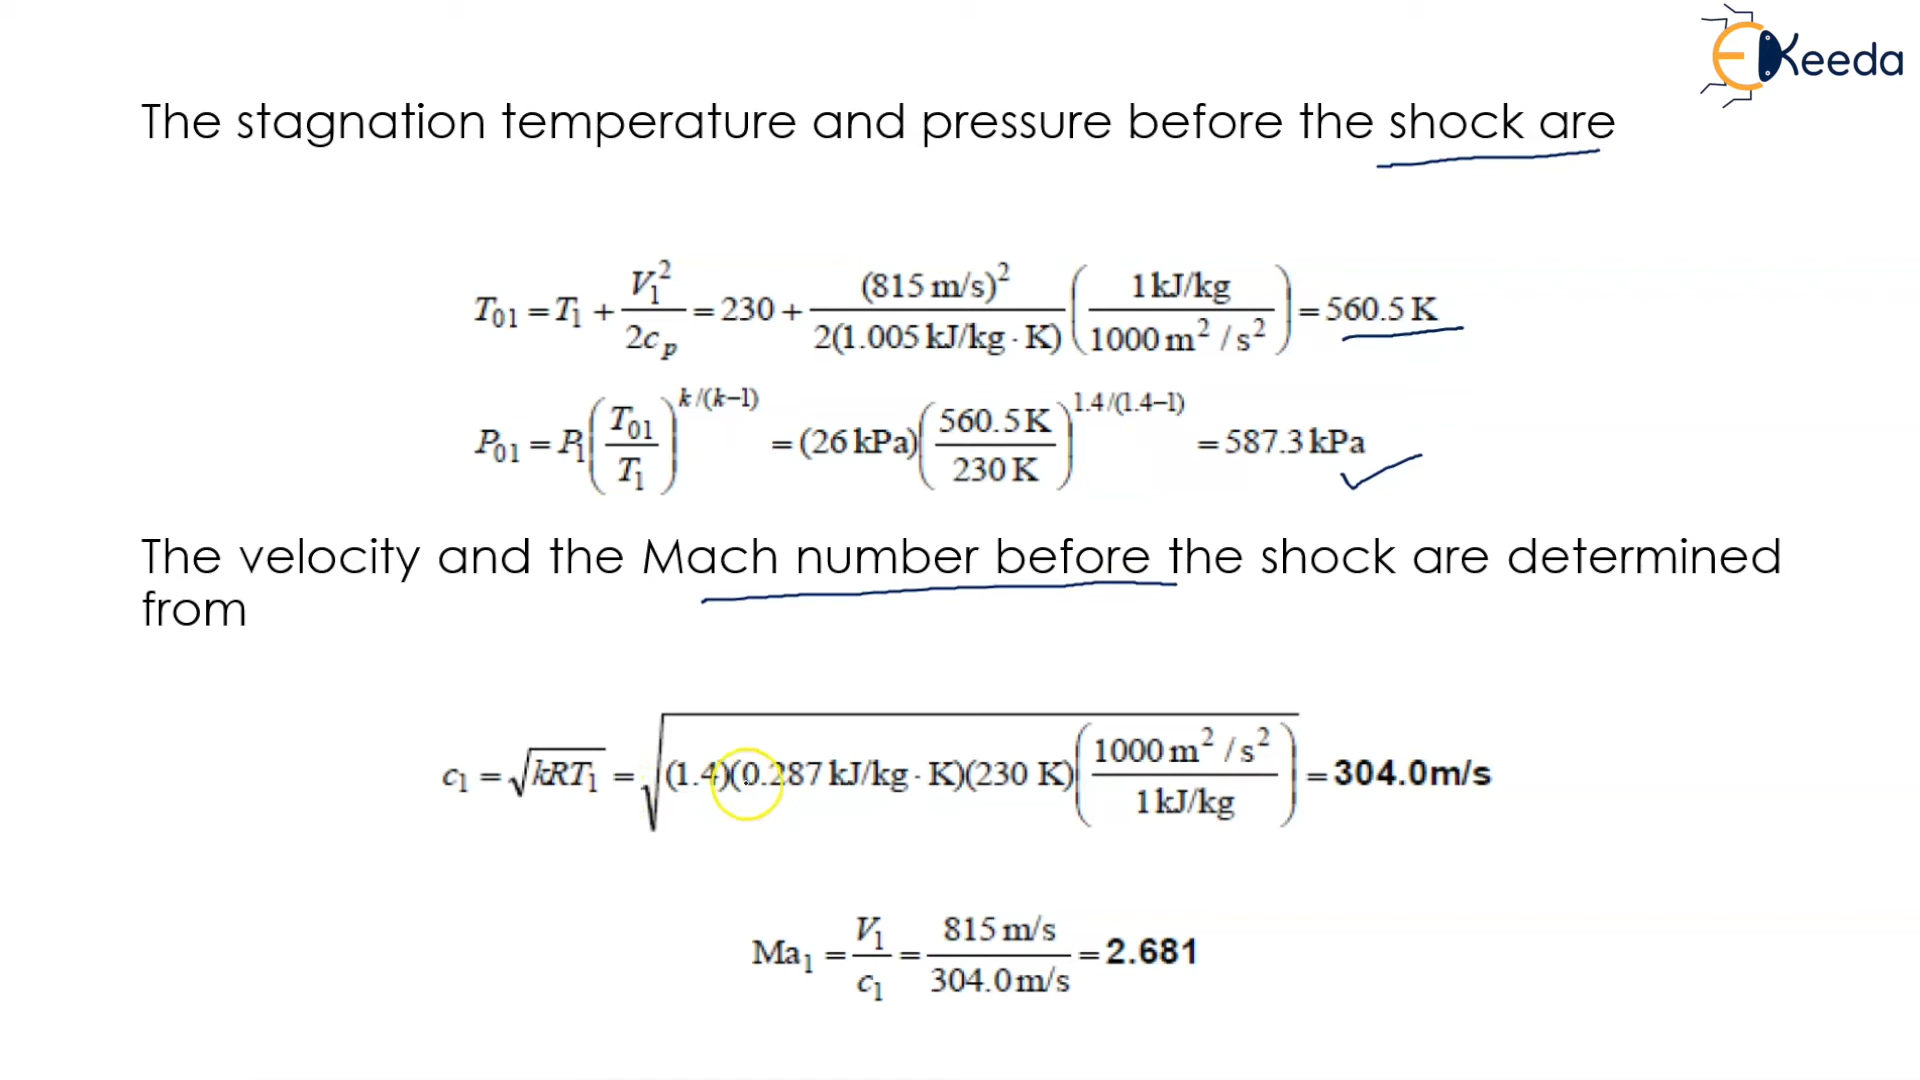 EKeeda
The stagnation temperature and pressure before the shock are
T₀₁ = T₁ + V₁² / 2cₚ = 230 + (815 m/s)² / 2(1.005 kJ/kg · K) (1 kJ/kg / 1000 m² / s²) = 560.5 K
P₀₁ = P₁ (T₀₁ / T₁)^k/(k−1) = (26 kPa) (560.5 K / 230 K)^1.4/(1.4−1) = 587.3 kPa
The velocity and the Mach number before the shock are determined
from
c₁ = √kRT₁ = √(1.4)(0.287 kJ/kg · K)(230 K) (1000 m² / s² / 1 kJ/kg) = 304.0m/s
Ma₁ = V₁ / c₁ = 815 m/s / 304.0 m/s = 2.681